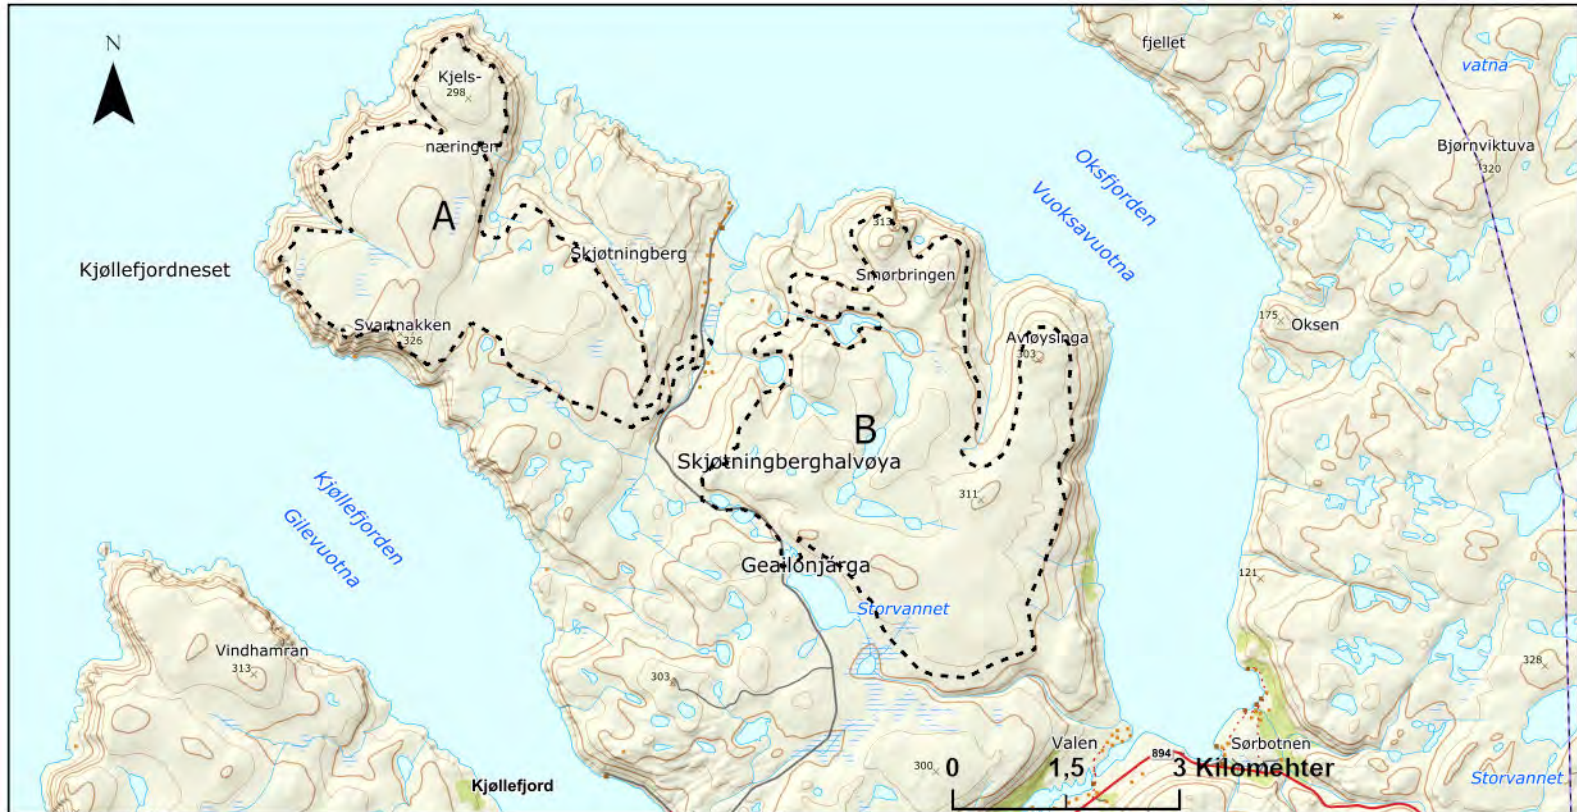 N
fjellet
vatna
Kjels-
298
næringen
Bjørnviktuva
320
Oksfjorden
Vuoksavuotna
A
313
Skjøtningberg
Kjøllefjordneset
Smørbringen
Svartnakken
326
175
Oksen
Avløysinga
303
B
Skjøtningberghalvøya
311
Kjøllefjorden
Gilevuotna
Geailonjárga
121
Storvannet
Vindhamran
313
303
328
Valen
Sørbotnen
894
300
0
1,5
3 Kilomehter
Kjøllefjord
Storvannet